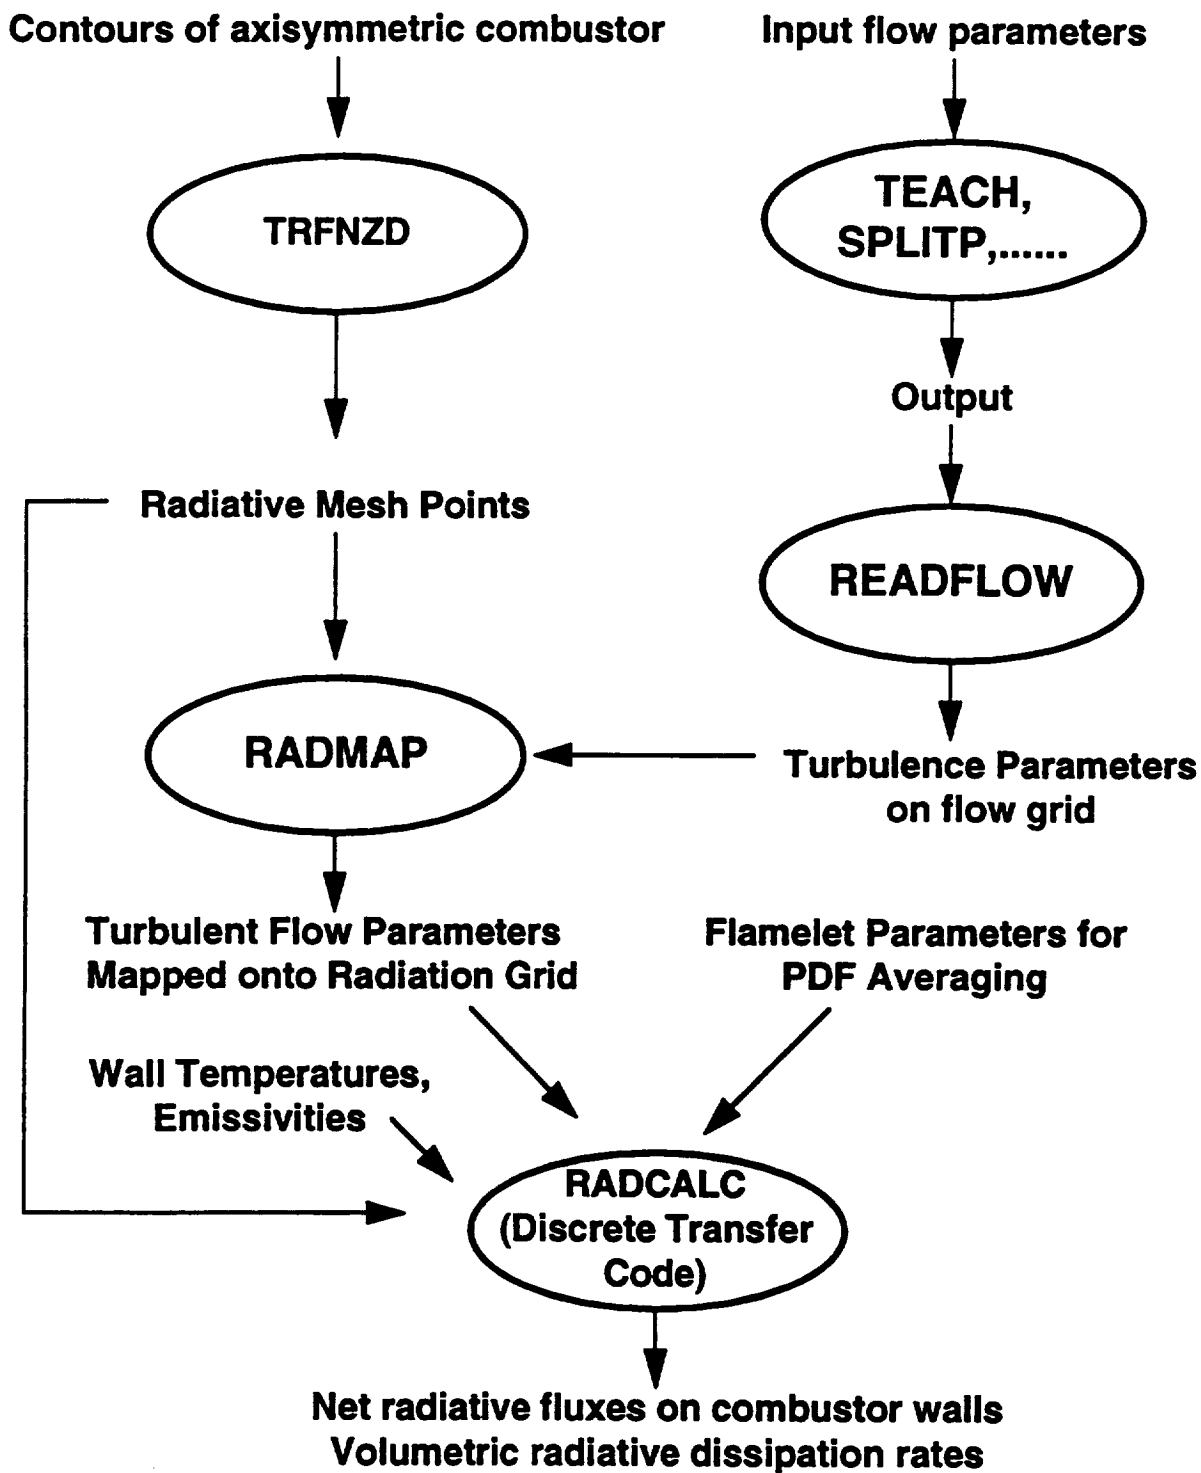 Contours of axisymmetric combustor
Input flow parameters
TRFNZD
TEACH,
SPLITP,......
Output
Radiative Mesh Points
READFLOW
RADMAP
Turbulence Parameters
on flow grid
Turbulent Flow Parameters
Mapped onto Radiation Grid
Flamelet Parameters for
PDF Averaging
Wall Temperatures,
Emissivities
RADCALC
(Discrete Transfer
Code)
Net radiative fluxes on combustor walls
Volumetric radiative dissipation rates